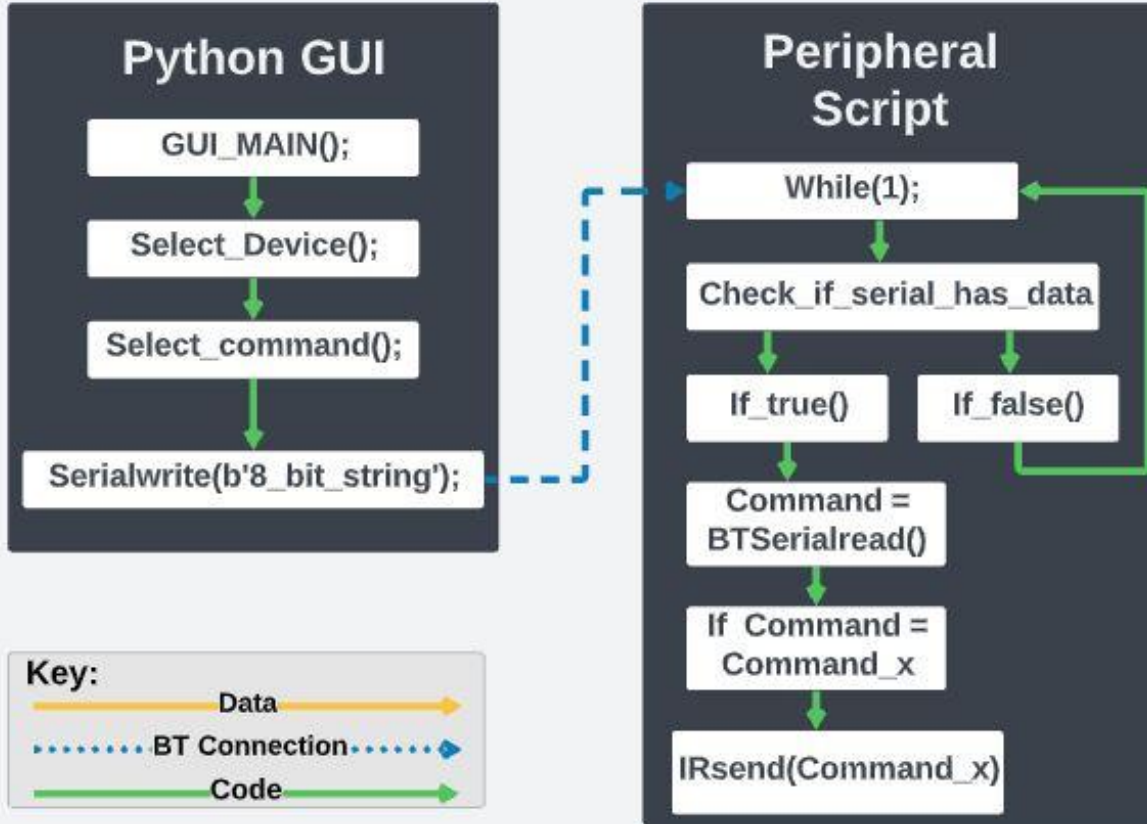 Python GUI
GUI_MAIN();
Select_Device();
Select_command();
Serialwrite(b'8_bit_string');
Peripheral
Script
While(1);
Check_if_serial_has_data
If_true()
If_false()
Command =
BTSerialread()
If Command =
Command_x
IRsend(Command_x)
Key:
Data
BT Connection
Code